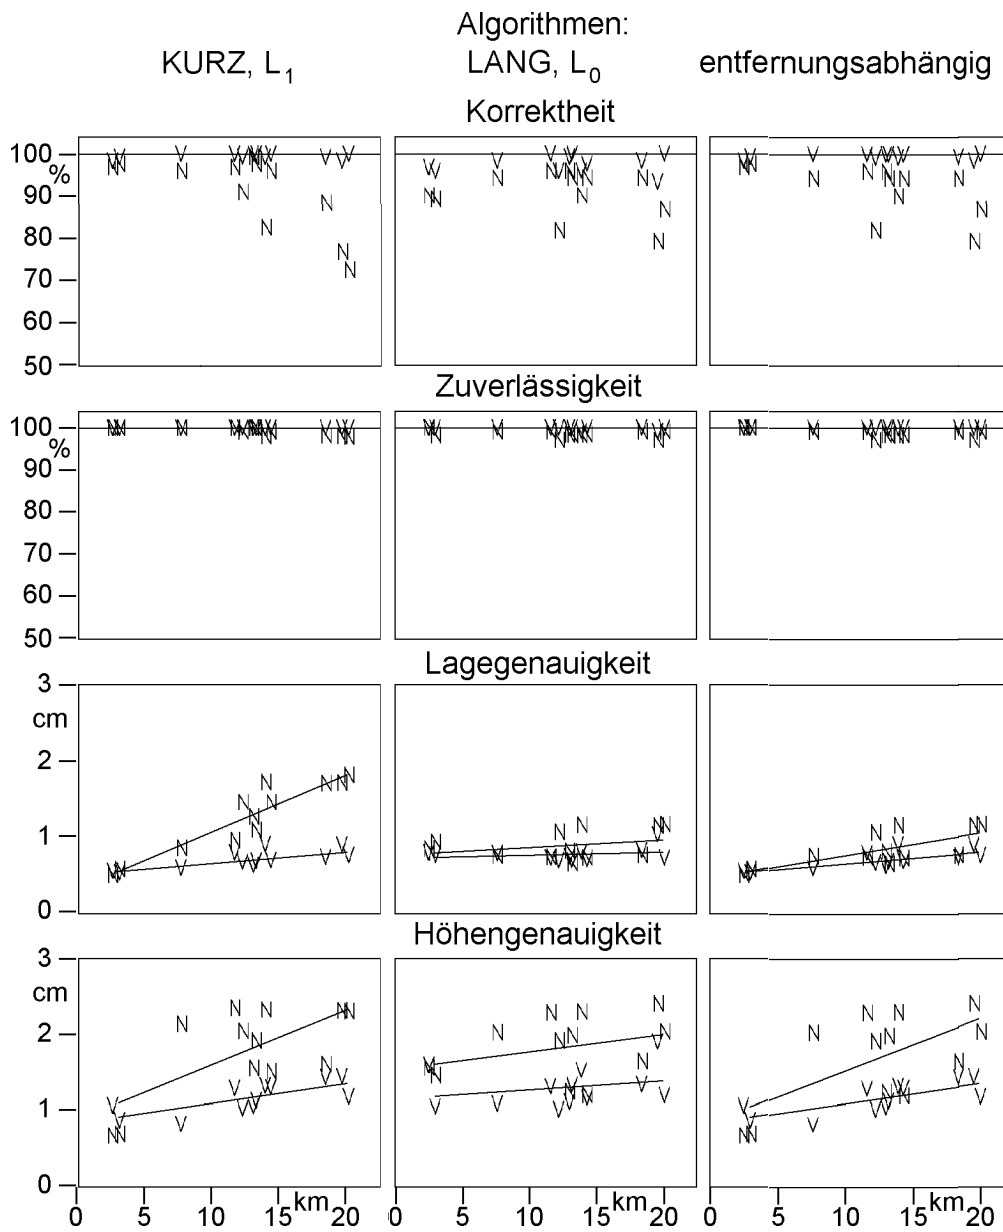 Algorithmen:
KURZ, L1 LANG, L0 entfernungsabhängig
Korrektheit
100
%
90
80
70
60
50
Zuverlässigkeit
100
%
90
80
70
60
50
Lagegenauigkeit
3
cm
2
1
0
Höhengenauigkeit
3
cm
2
1
0
0 5 10 15 km 20 0 5 10 15 km 20 0 5 10 15 km 20